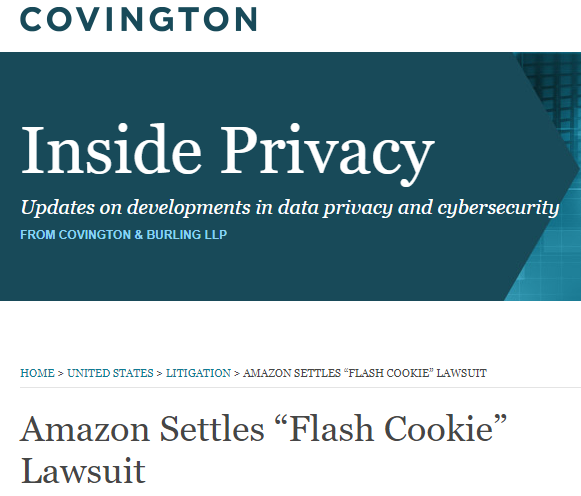 COVINGTON
Inside Privacy
Updates on developments in data privacy and cybersecurity
FROM COVINGTON & BURLING LLP
HOME > UNITED STATES > LITIGATION > AMAZON SETTLES “FLASH COOKIE” LAWSUIT
Amazon Settles “Flash Cookie”
Lawsuit